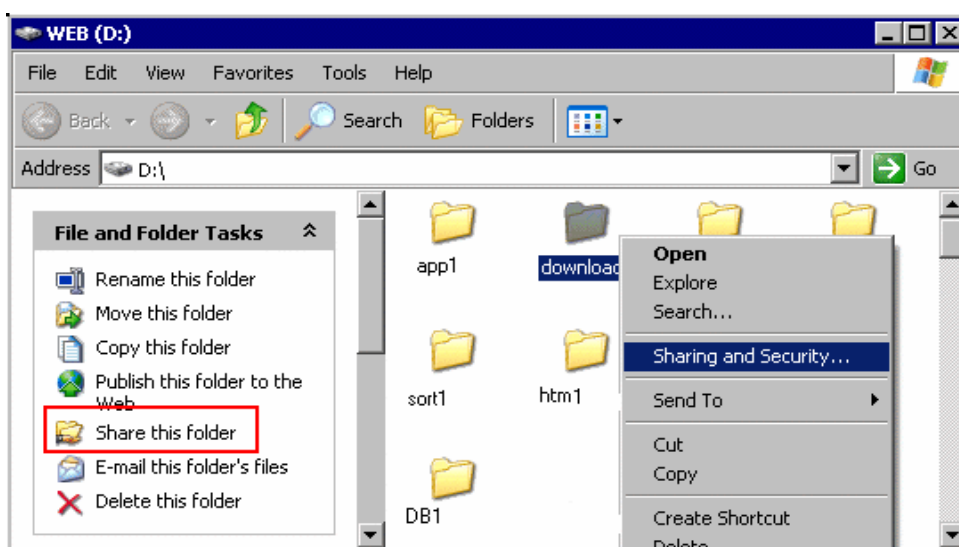 WEB (D:)
File Edit View Favorites Tools Help
Back Search Folders
Address D:\ Go
File and Folder Tasks
Rename this folder
Move this folder
Copy this folder
Publish this folder to the
Web
Share this folder
E-mail this folder's files
Delete this folder
app1
download
sort1
htm1
DB1
Open
Explore
Search...
Sharing and Security...
Send To
Cut
Copy
Create Shortcut
Delete